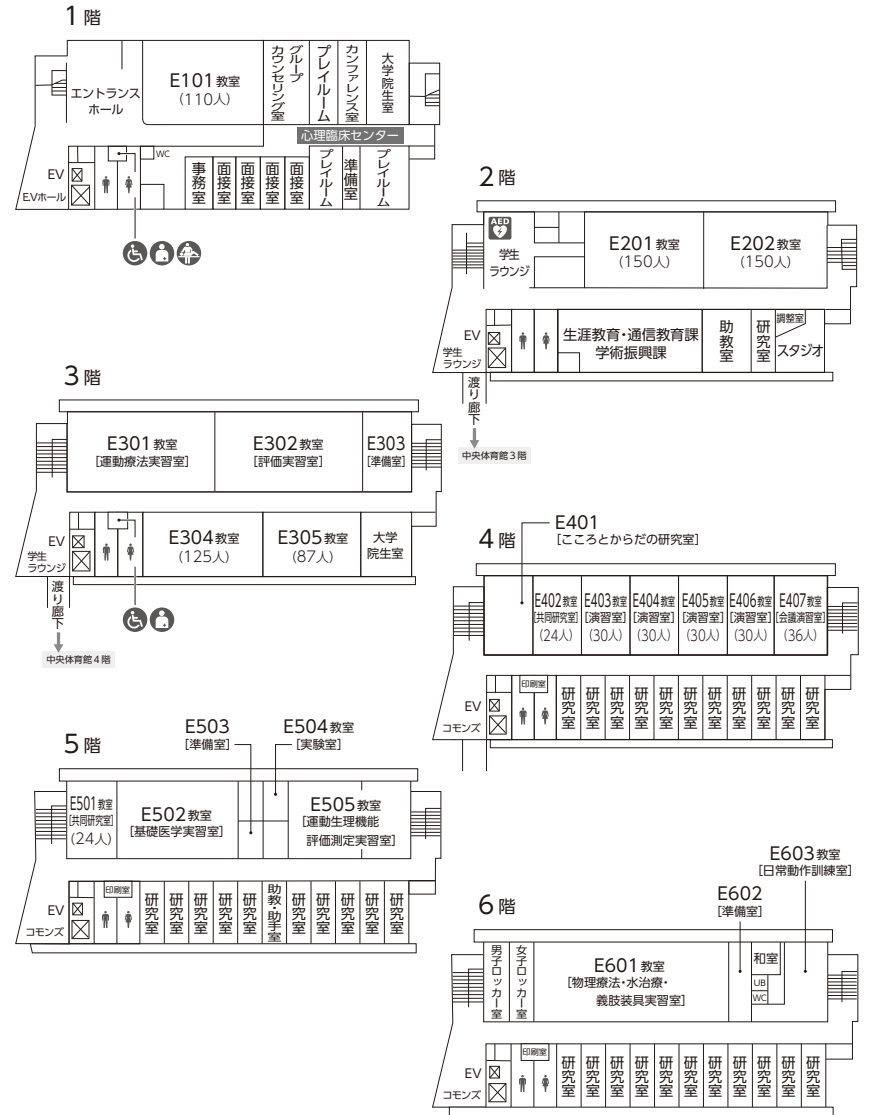 1階
エントランス
ホール
E101教室
(110人)
グループ
カウンセリング室
プレイルーム
カンファレンス室
大学院生室
心理臨床センター
WC
EV
E.Vホール
事務室
面接室
面接室
面接室
面接室
プレイルーム
準備室
プレイルーム
2階
AED
学生
ラウンジ
E201教室
(150人)
E202教室
(150人)
EV
学生
ラウンジ
生涯教育・通信教育課
学術振興課
助教室
研究室
調整室
スタジオ
渡り廊下
中央体育館3階
3階
E301教室
[運動療法実習室]
E302教室
[評価実習室]
E303
[準備室]
EV
学生
ラウンジ
E304教室
(125人)
E305教室
(87人)
大学
院生室
渡り廊下
中央体育館4階
4階
E401
[こころとからだの研究室]
E402教室
[共同研究室]
(24人)
E403教室
[演習室]
(30人)
E404教室
[演習室]
(30人)
E405教室
[演習室]
(30人)
E406教室
[演習室]
(30人)
E407教室
[会議演習室]
(36人)
EV
コモンズ
印刷室
研究室
研究室
研究室
研究室
研究室
研究室
研究室
研究室
研究室
研究室
研究室
5階
E503
[準備室]
E504教室
[実験室]
E501教室
[共同研究室]
(24人)
E502教室
[基礎医学実習室]
E505教室
[運動生理機能
評価測定実習室]
EV
コモンズ
印刷室
研究室
研究室
研究室
研究室
研究室
助教・助手室
研究室
研究室
研究室
研究室
研究室
6階
E603教室
[日常動作訓練室]
E602
[準備室]
男子ロッカー室
女子ロッカー室
E601教室
[物理療法・水治療・
義肢装具実習室]
和室
UB
WC
EV
コモンズ
印刷室
研究室
研究室
研究室
研究室
研究室
研究室
研究室
研究室
研究室
研究室
研究室